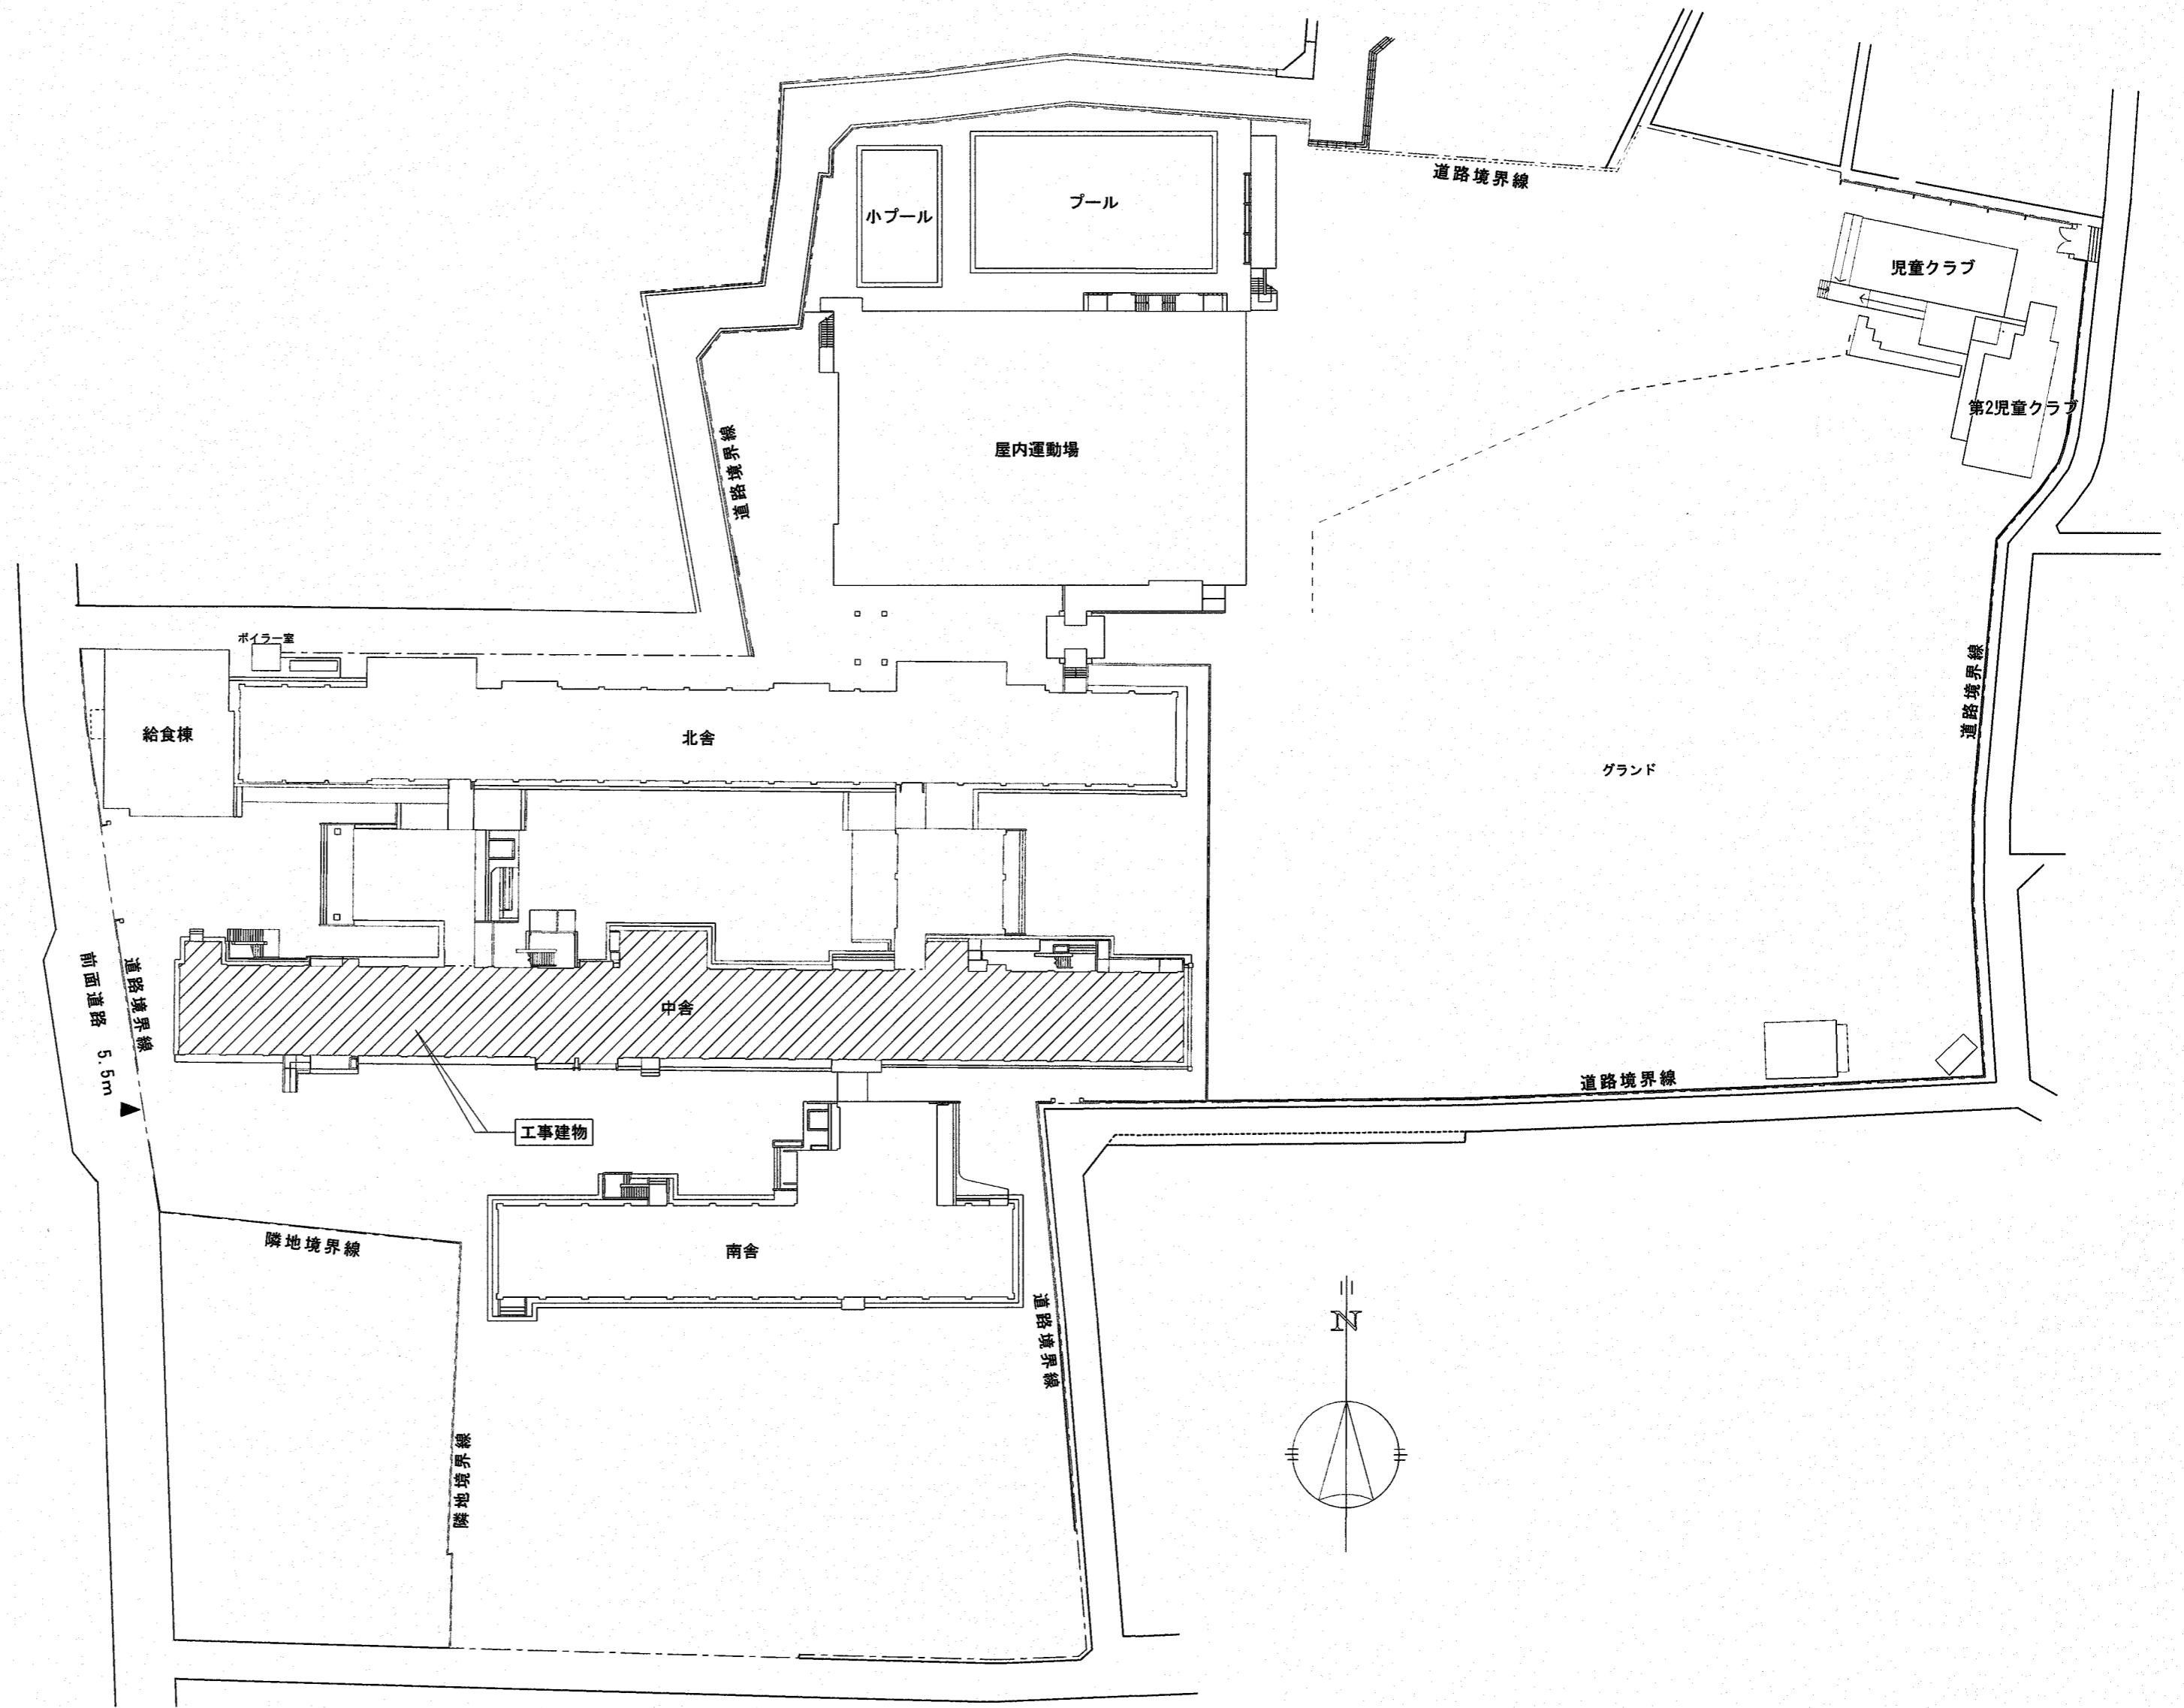 道路境界線
プール
小プール
児童クラブ
第2児童クラブ
屋内運動場
道路境界線
ボイラー室
給食棟
北舎
グランド
道路境界線
P
道路境界線
前面道路 5.5m
中舎
道路境界線
工事建物
隣地境界線
南舎
道路境界線
N
隣地境界線